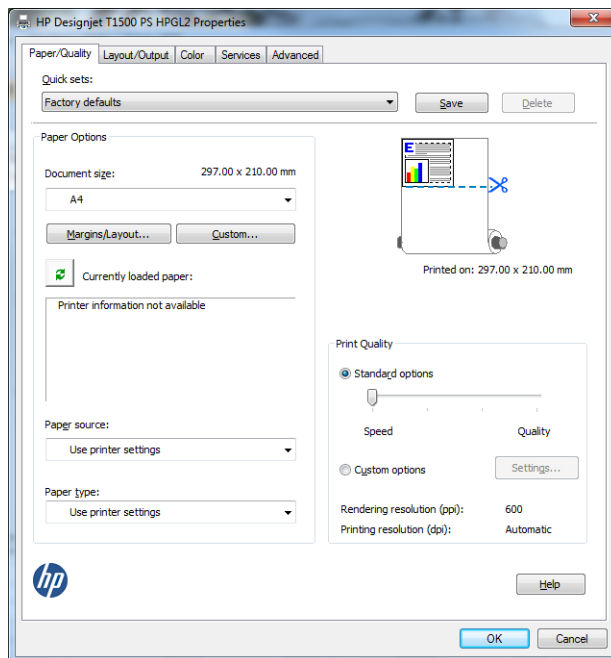 HP Designjet T1500 PS HPGL2 Properties
Paper/Quality Layout/Output Color Services Advanced
Quick sets:
Factory defaults
Save
Delete
Paper Options
Document size:
297.00 x 210.00 mm
A4
Margins/Layout...
Custom...
Currently loaded paper:
Printer information not available
Paper source:
Use printer settings
Paper type:
Use printer settings
E
Printed on: 297.00 x 210.00 mm
Print Quality
Standard options
Speed
Quality
Custom options
Settings...
Rendering resolution (ppi): 600
Printing resolution (dpi): Automatic
hp
Help
OK
Cancel